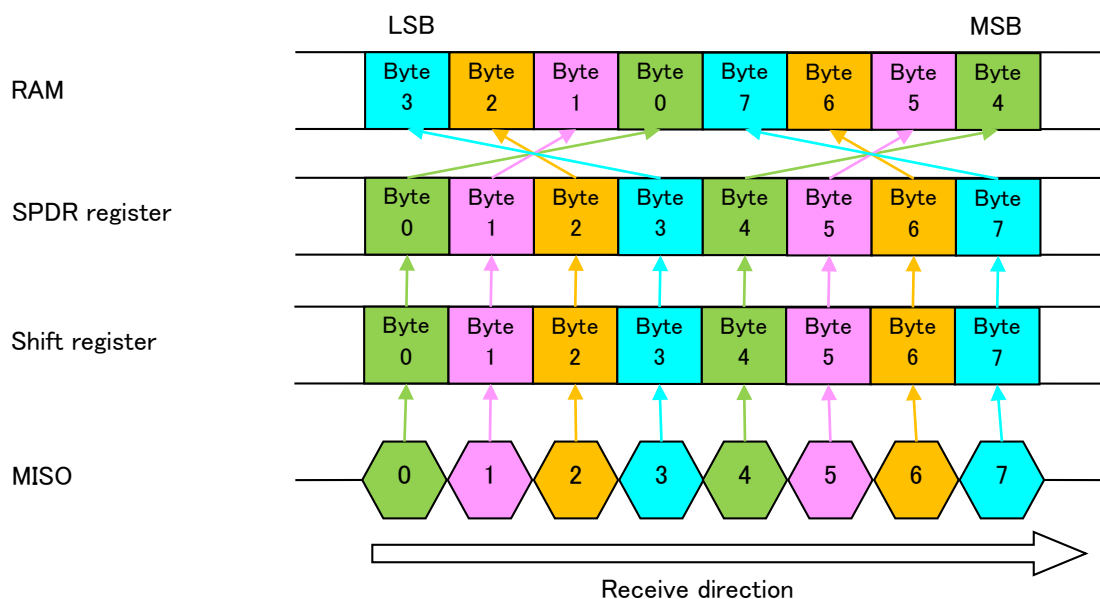 LSB MSB
RAM Byte Byte Byte Byte Byte Byte Byte Byte
3 2 1 0 7 6 5 4
SPDR register Byte Byte Byte Byte Byte Byte Byte Byte
0 1 2 3 4 5 6 7
Shift register Byte Byte Byte Byte Byte Byte Byte Byte
0 1 2 3 4 5 6 7
MISO 0 1 2 3 4 5 6 7
Receive direction